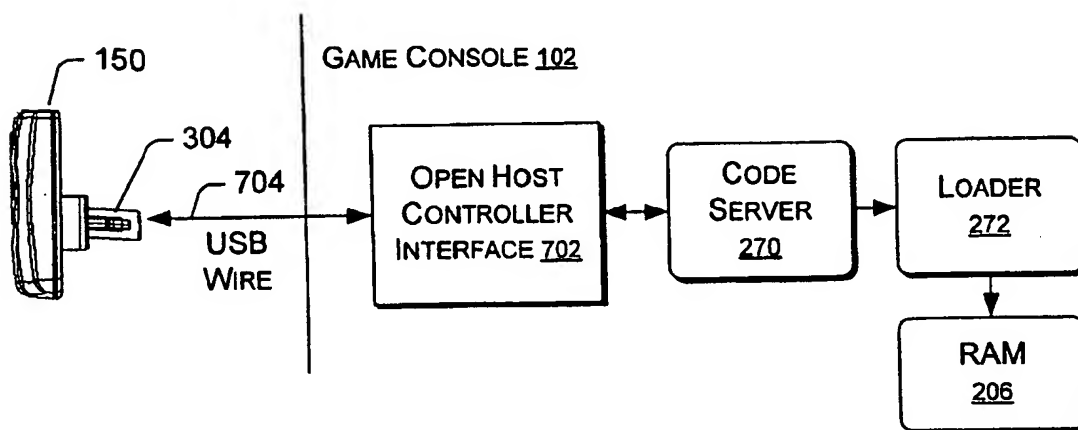 150
GAME CONSOLE 102
304
704
USB
WIRE
OPEN HOST
CONTROLLER
INTERFACE 702
CODE
SERVER
270
LOADER
272
RAM
206